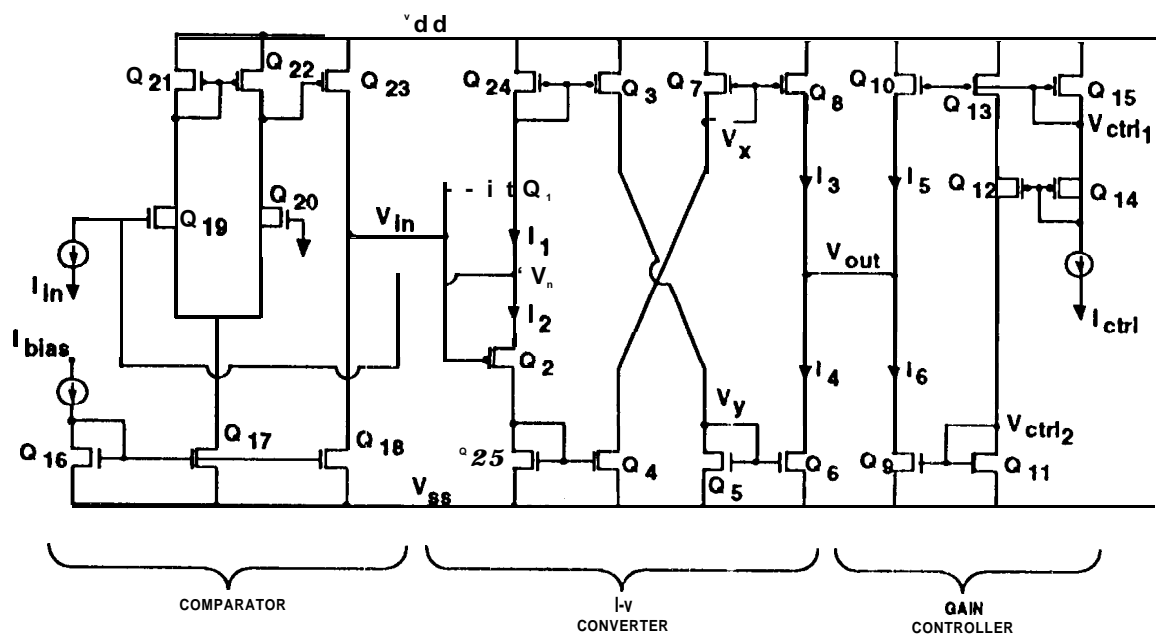 vdd
Q21
Q22
Q23
Q24
Q3
Q7
Q8
Q10
Q13
Q15
Vctrl1
Vx
Q19
Q20
--itQ1
I3
I5
Q12
Q14
Vin
I1
'Vn
Vout
Iin
I2
Ictrl
Ibias
Q2
I4
I6
Vy
Vctrl2
Q16
Q17
Q18
Q25
Q4
Q5
Q6
Q9
Q11
Vss
COMPARATOR
I-v
CONVERTER
GAIN
CONTROLLER